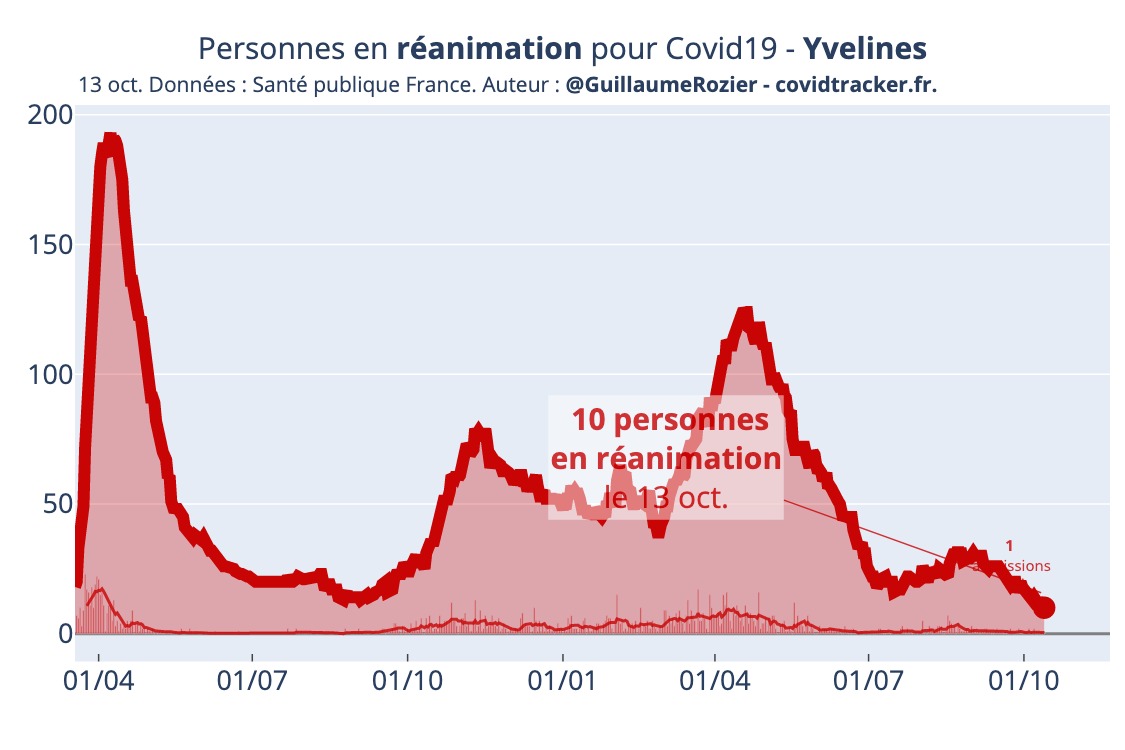 Personnes en réanimation pour Covid19 - Yvelines
13 oct. Données : Santé publique France. Auteur : @GuillaumeRozier - covidtracker.fr.
200
150
100
50
0
10 personnes
en réanimation
le 13 oct.
1
admissions
01/04
01/07
01/10
01/01
01/04
01/07
01/10